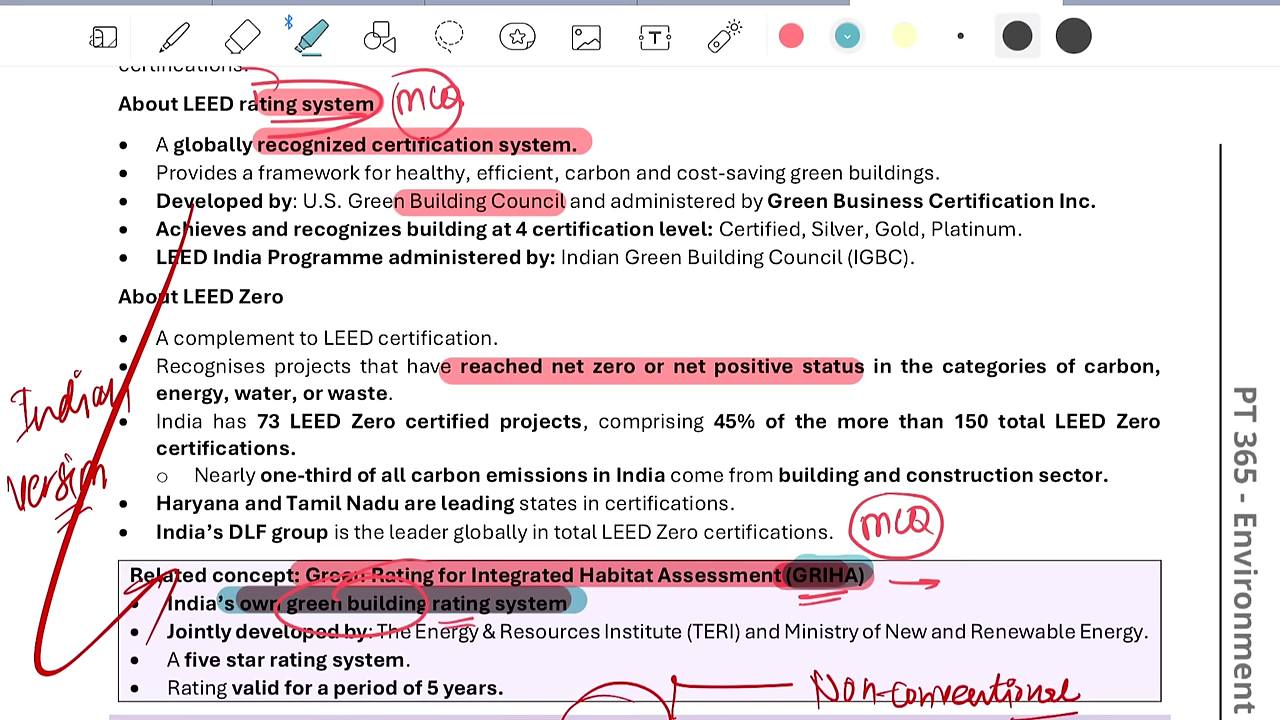 certifications.
About LEED rating system MCQ
• A globally recognized certification system.
• Provides a framework for healthy, efficient, carbon and cost-saving green buildings.
• Developed by: U.S. Green Building Council and administered by Green Business Certification Inc.
• Achieves and recognizes building at 4 certification level: Certified, Silver, Gold, Platinum.
• LEED India Programme administered by: Indian Green Building Council (IGBC).
About LEED Zero
• A complement to LEED certification.
• Recognises projects that have reached net zero or net positive status in the categories of carbon,
energy, water, or waste.
Indian
version
• India has 73 LEED Zero certified projects, comprising 45% of the more than 150 total LEED Zero
certifications.
o Nearly one-third of all carbon emissions in India come from building and construction sector.
• Haryana and Tamil Nadu are leading states in certifications.
• India's DLF group is the leader globally in total LEED Zero certifications. MCQ
Related concept: Green Rating for Integrated Habitat Assessment (GRIHA)
• India's own green building rating system
• Jointly developed by: The Energy & Resources Institute (TERI) and Ministry of New and Renewable Energy.
• A five star rating system.
• Rating valid for a period of 5 years.
Non-conventional
PT 365 - Environment